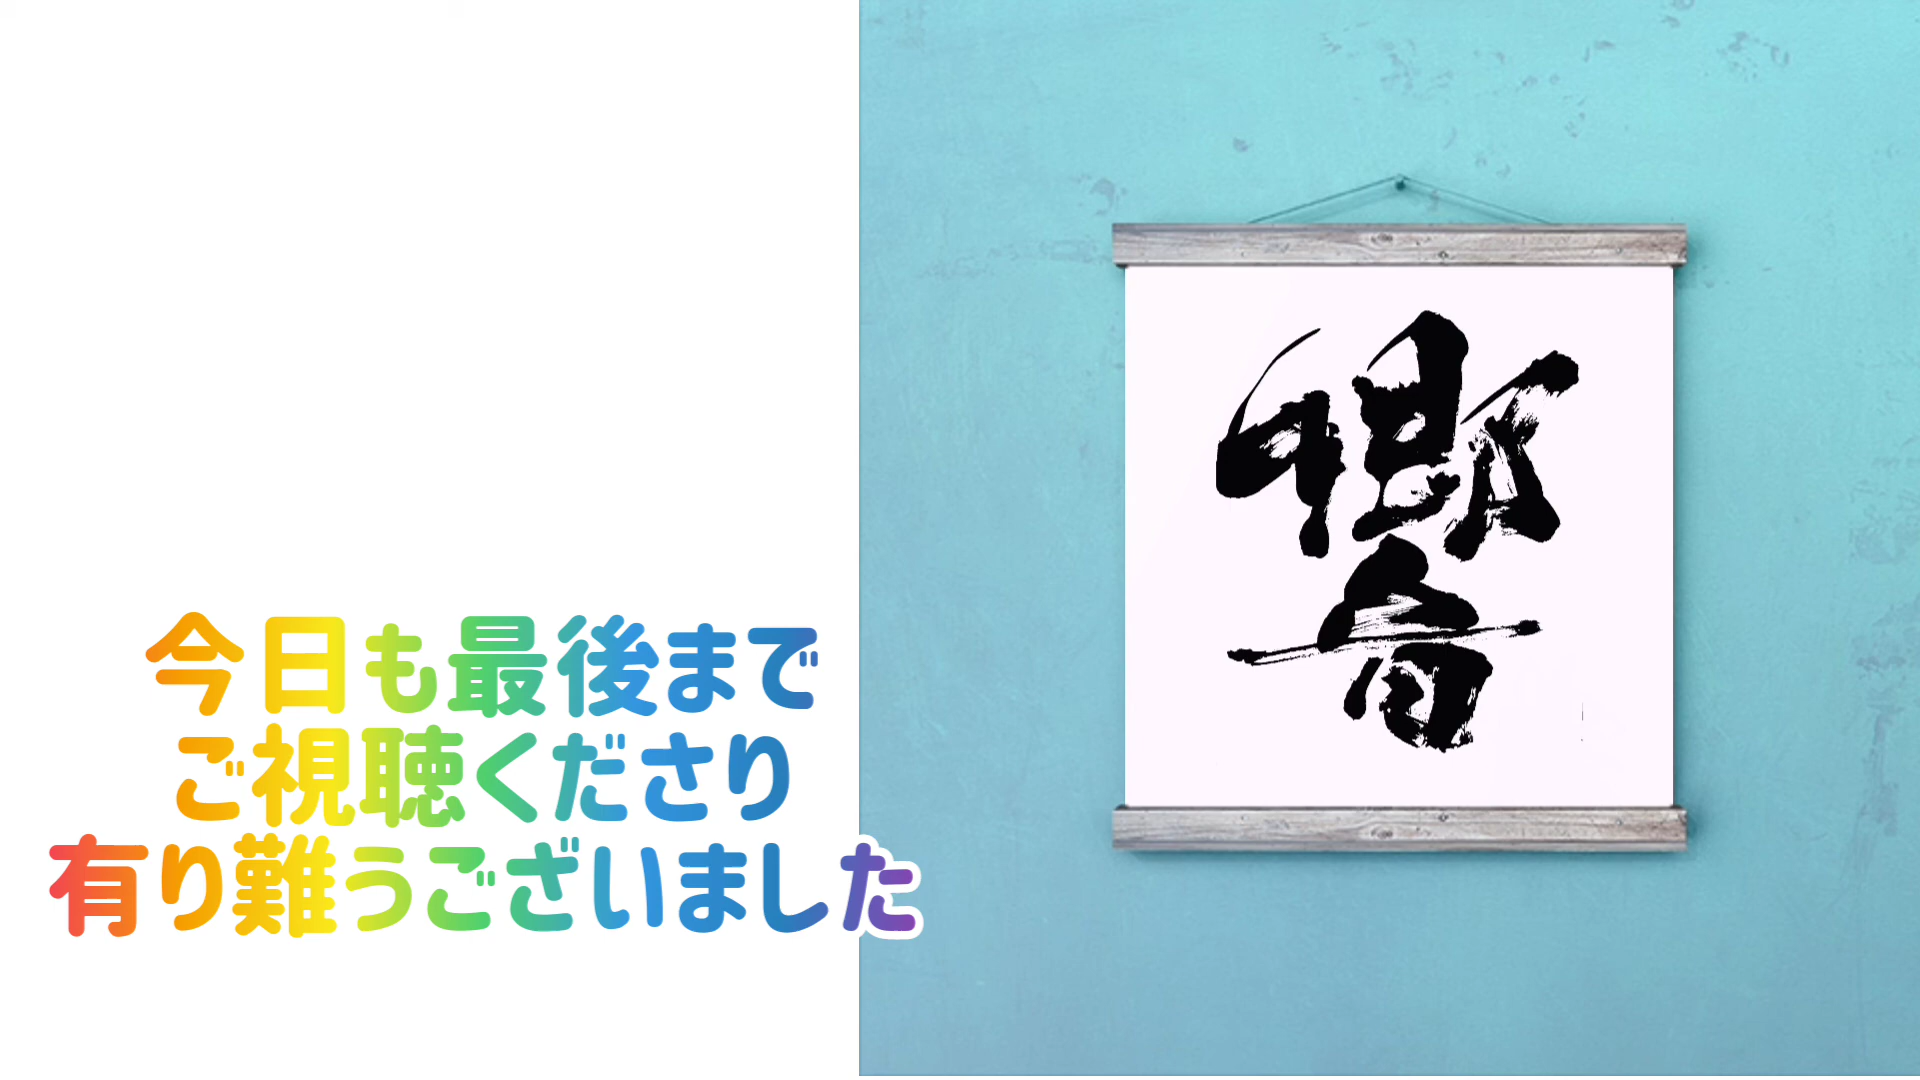 今日も最後まで
ご視聴くださり
有り難うございました
響